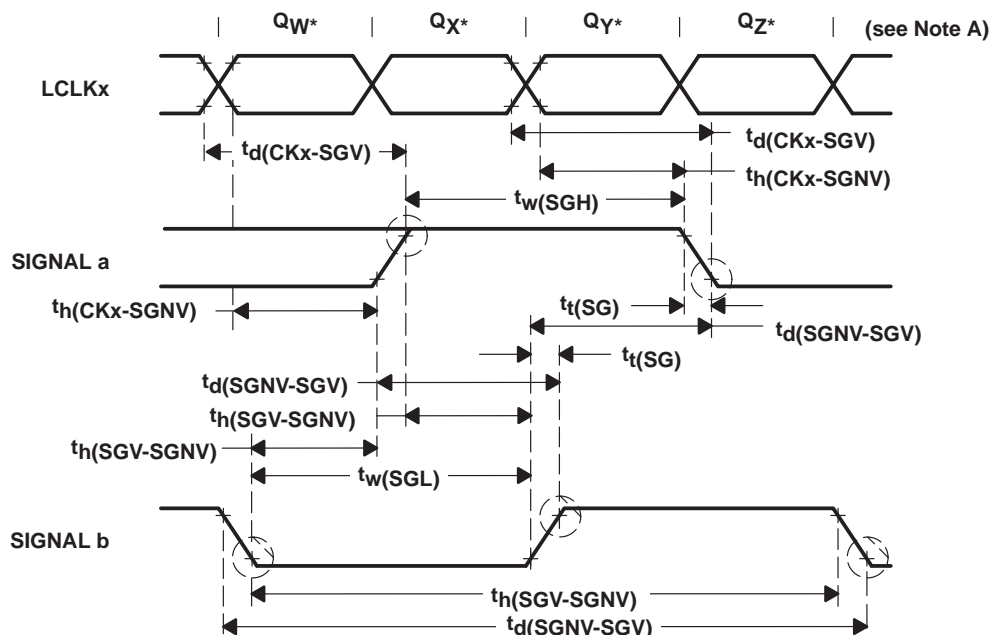 QW* QX* QY* QZ* (see Note A)
LCLKx
td(CKx-SGV) td(CKx-SGV)
th(CKx-SGNV)
tw(SGH)
SIGNAL a
th(CKx-SGNV) tt(SG)
td(SGNV-SGV)
tt(SG)
td(SGNV-SGV)
th(SGV-SGNV)
th(SGV-SGNV)
tw(SGL)
SIGNAL b
th(SGV-SGNV)
td(SGNV-SGV)